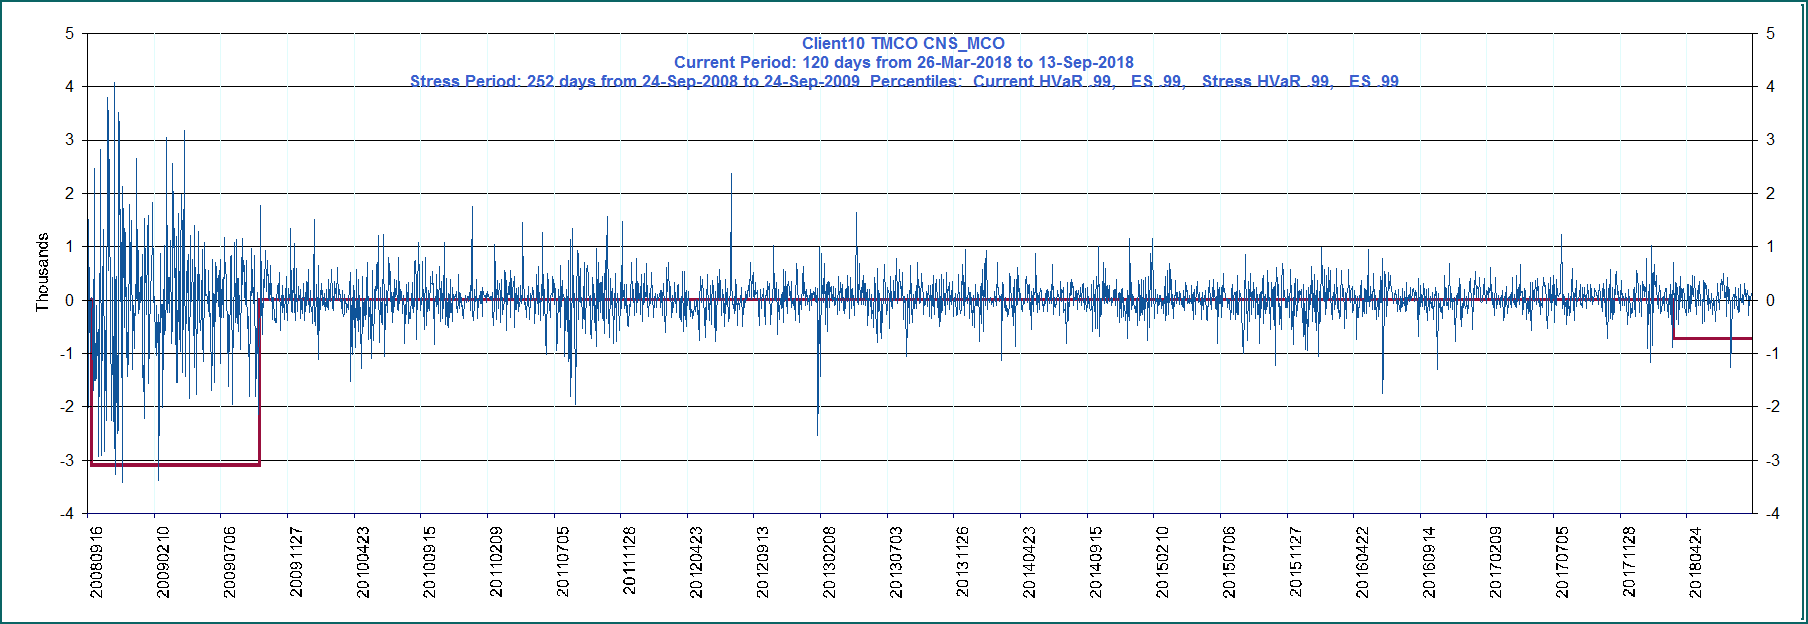 Client10 TMCO CNS_MCO
Current Period: 120 days from 26-Mar-2018 to 13-Sep-2018
Stress Period: 252 days from 24-Sep-2008 to 24-Sep-2009 Percentiles: Current HVaR .99, ES .99, Stress HVaR .99, ES .99
5 5
4 4
3 3
2 2
1 1
0 0
-1 -1
-2 -2
-3 -3
-4 -4
Thousands
20080916 20090210 20090706 20091127 20100423 20100915 20110209 20110705 20111128 20120423 20120913 20130208 20130703 20131126 20140423 20140915 20150210 20150706 20151127 20160422 20160914 20170209 20170705 20171128 20180424